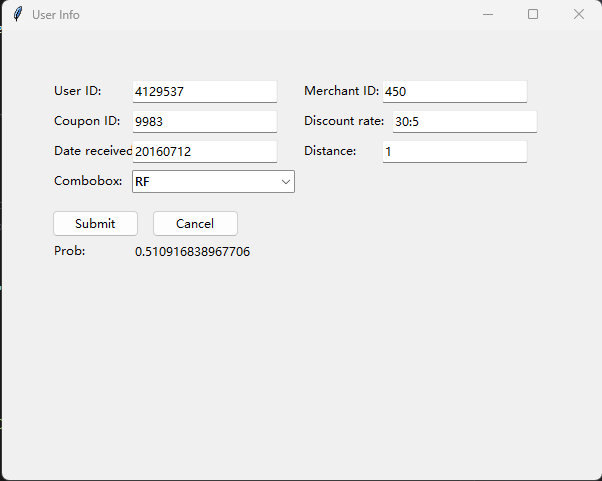 User Info
User ID: 4129537 Merchant ID: 450
Coupon ID: 9983 Discount rate: 30:5
Date received 20160712 Distance: 1
Combobox: RF
Submit Cancel
Prob: 0.510916838967706